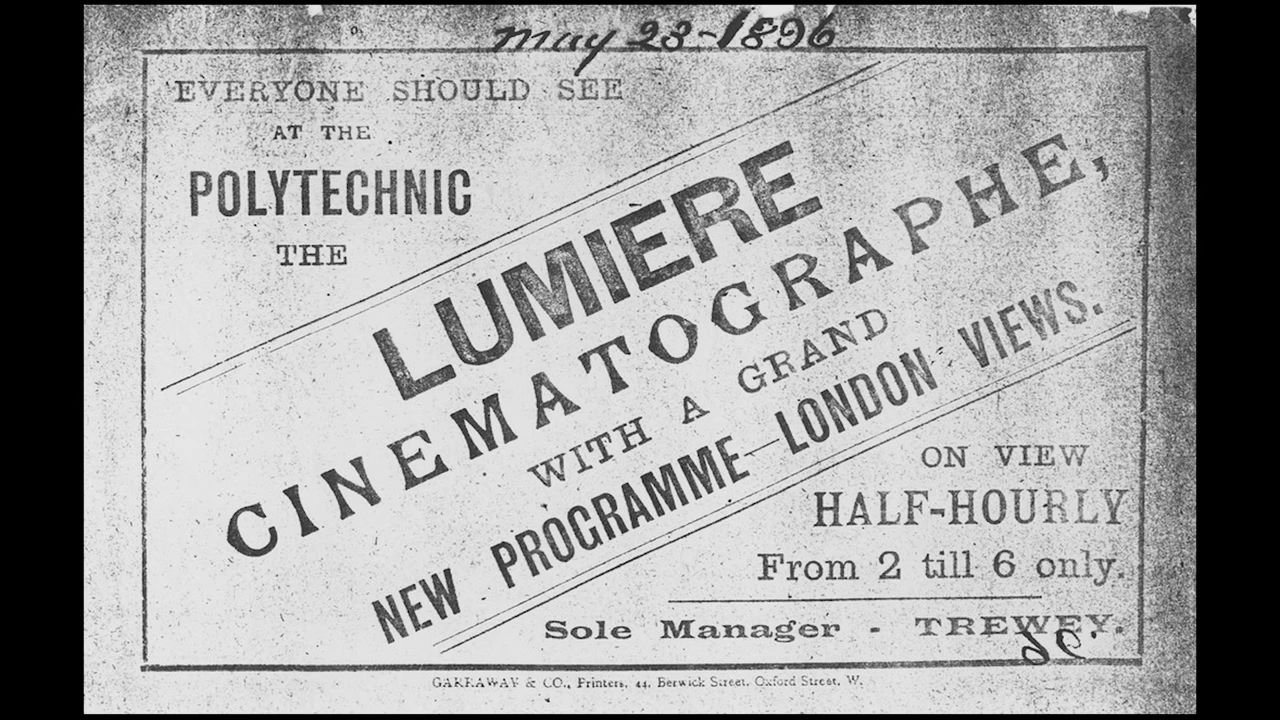 May 23-1896
EVERYONE SHOULD SEE
AT THE
POLYTECHNIC
THE
LUMIERE
CINEMATOGRAPHE,
WITH A GRAND
NEW PROGRAMME—LONDON VIEWS.
ON VIEW
HALF-HOURLY
From 2 till 6 only.
Sole Manager - TREWEY.
GARRAWAY & CO., Printers, 44, Berwick Street, Oxford Street, W.